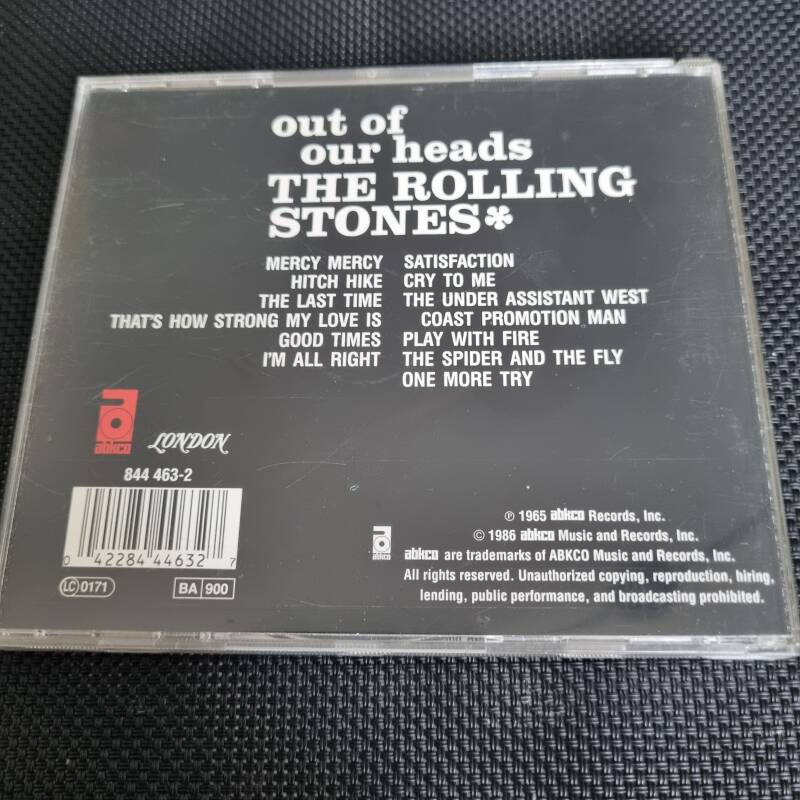 out of
our heads
THE ROLLING
STONES
MERCY MERCY
HITCH HIKE
THE LAST TIME
THAT'S HOW STRONG MY LOVE IS
GOOD TIMES
I'M ALL RIGHT
SATISFACTION
CRY TO ME
THE UNDER ASSISTANT WEST
COAST PROMOTION MAN
PLAY WITH FIRE
THE SPIDER AND THE FLY
ONE MORE TRY
abkco
LONDON
844 463-2
0 42284 44632 7
LC 0171
BA 900
℗ 1965 abkco Records, Inc.
© 1986 abkco Music and Records, Inc.
abkco
abkco are trademarks of ABKCO Music and Records, Inc.
All rights reserved. Unauthorized copying, reproduction, hiring,
lending, public performance, and broadcasting prohibited.